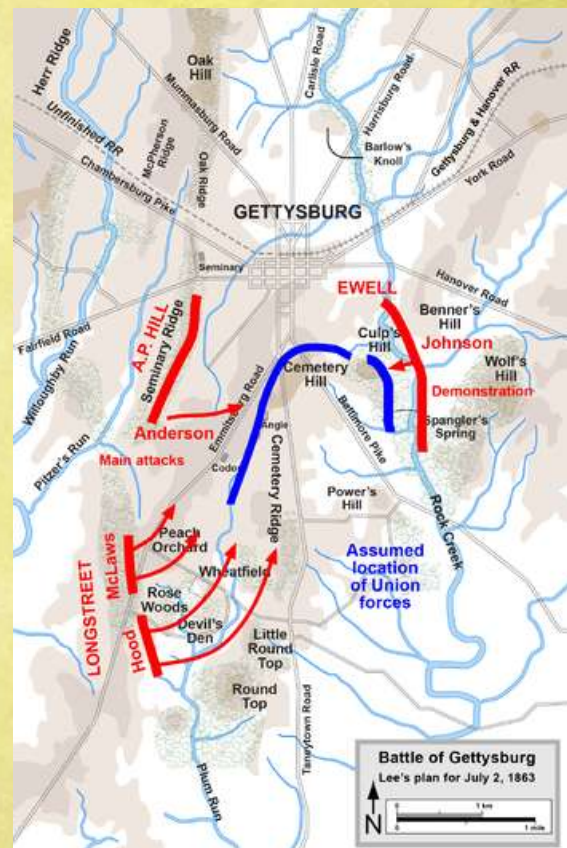 Herr Ridge
Oak
Hill
Mummasburg Road
Carlisle Road
Harrisburg Road
Gettysburg & Hanover RR
Unfinished RR
McPherson
Ridge
Oak Ridge
Barlow's
Knoll
York Road
Chambersburg Pike
GETTYSBURG
Seminary
Hanover Road
EWELL
Benner's
Hill
Johnson
Wolf's
Hill
Demonstration
Fairfield Road
Willoughby Run
A.P. HILL
Seminary Ridge
Culp's
Hill
Cemetery
Hill
Emmitsburg Road
Baltimore Pike
Spangler's
Spring
Anderson
Main attacks
Pitzer's Run
Angle
Codori
Cemetery Ridge
Power's
Hill
Rock Creek
LONGSTREET
McLaws
Peach
Orchard
Wheatfield
Assumed
location
of Union
forces
Rose
Woods
Devil's
Den
Hood
Little
Round
Top
Round
Top
Plum Run
Taneytown Road
Battle of Gettysburg
Lee's plan for July 2, 1863
N
0
1 km
0
1 mile